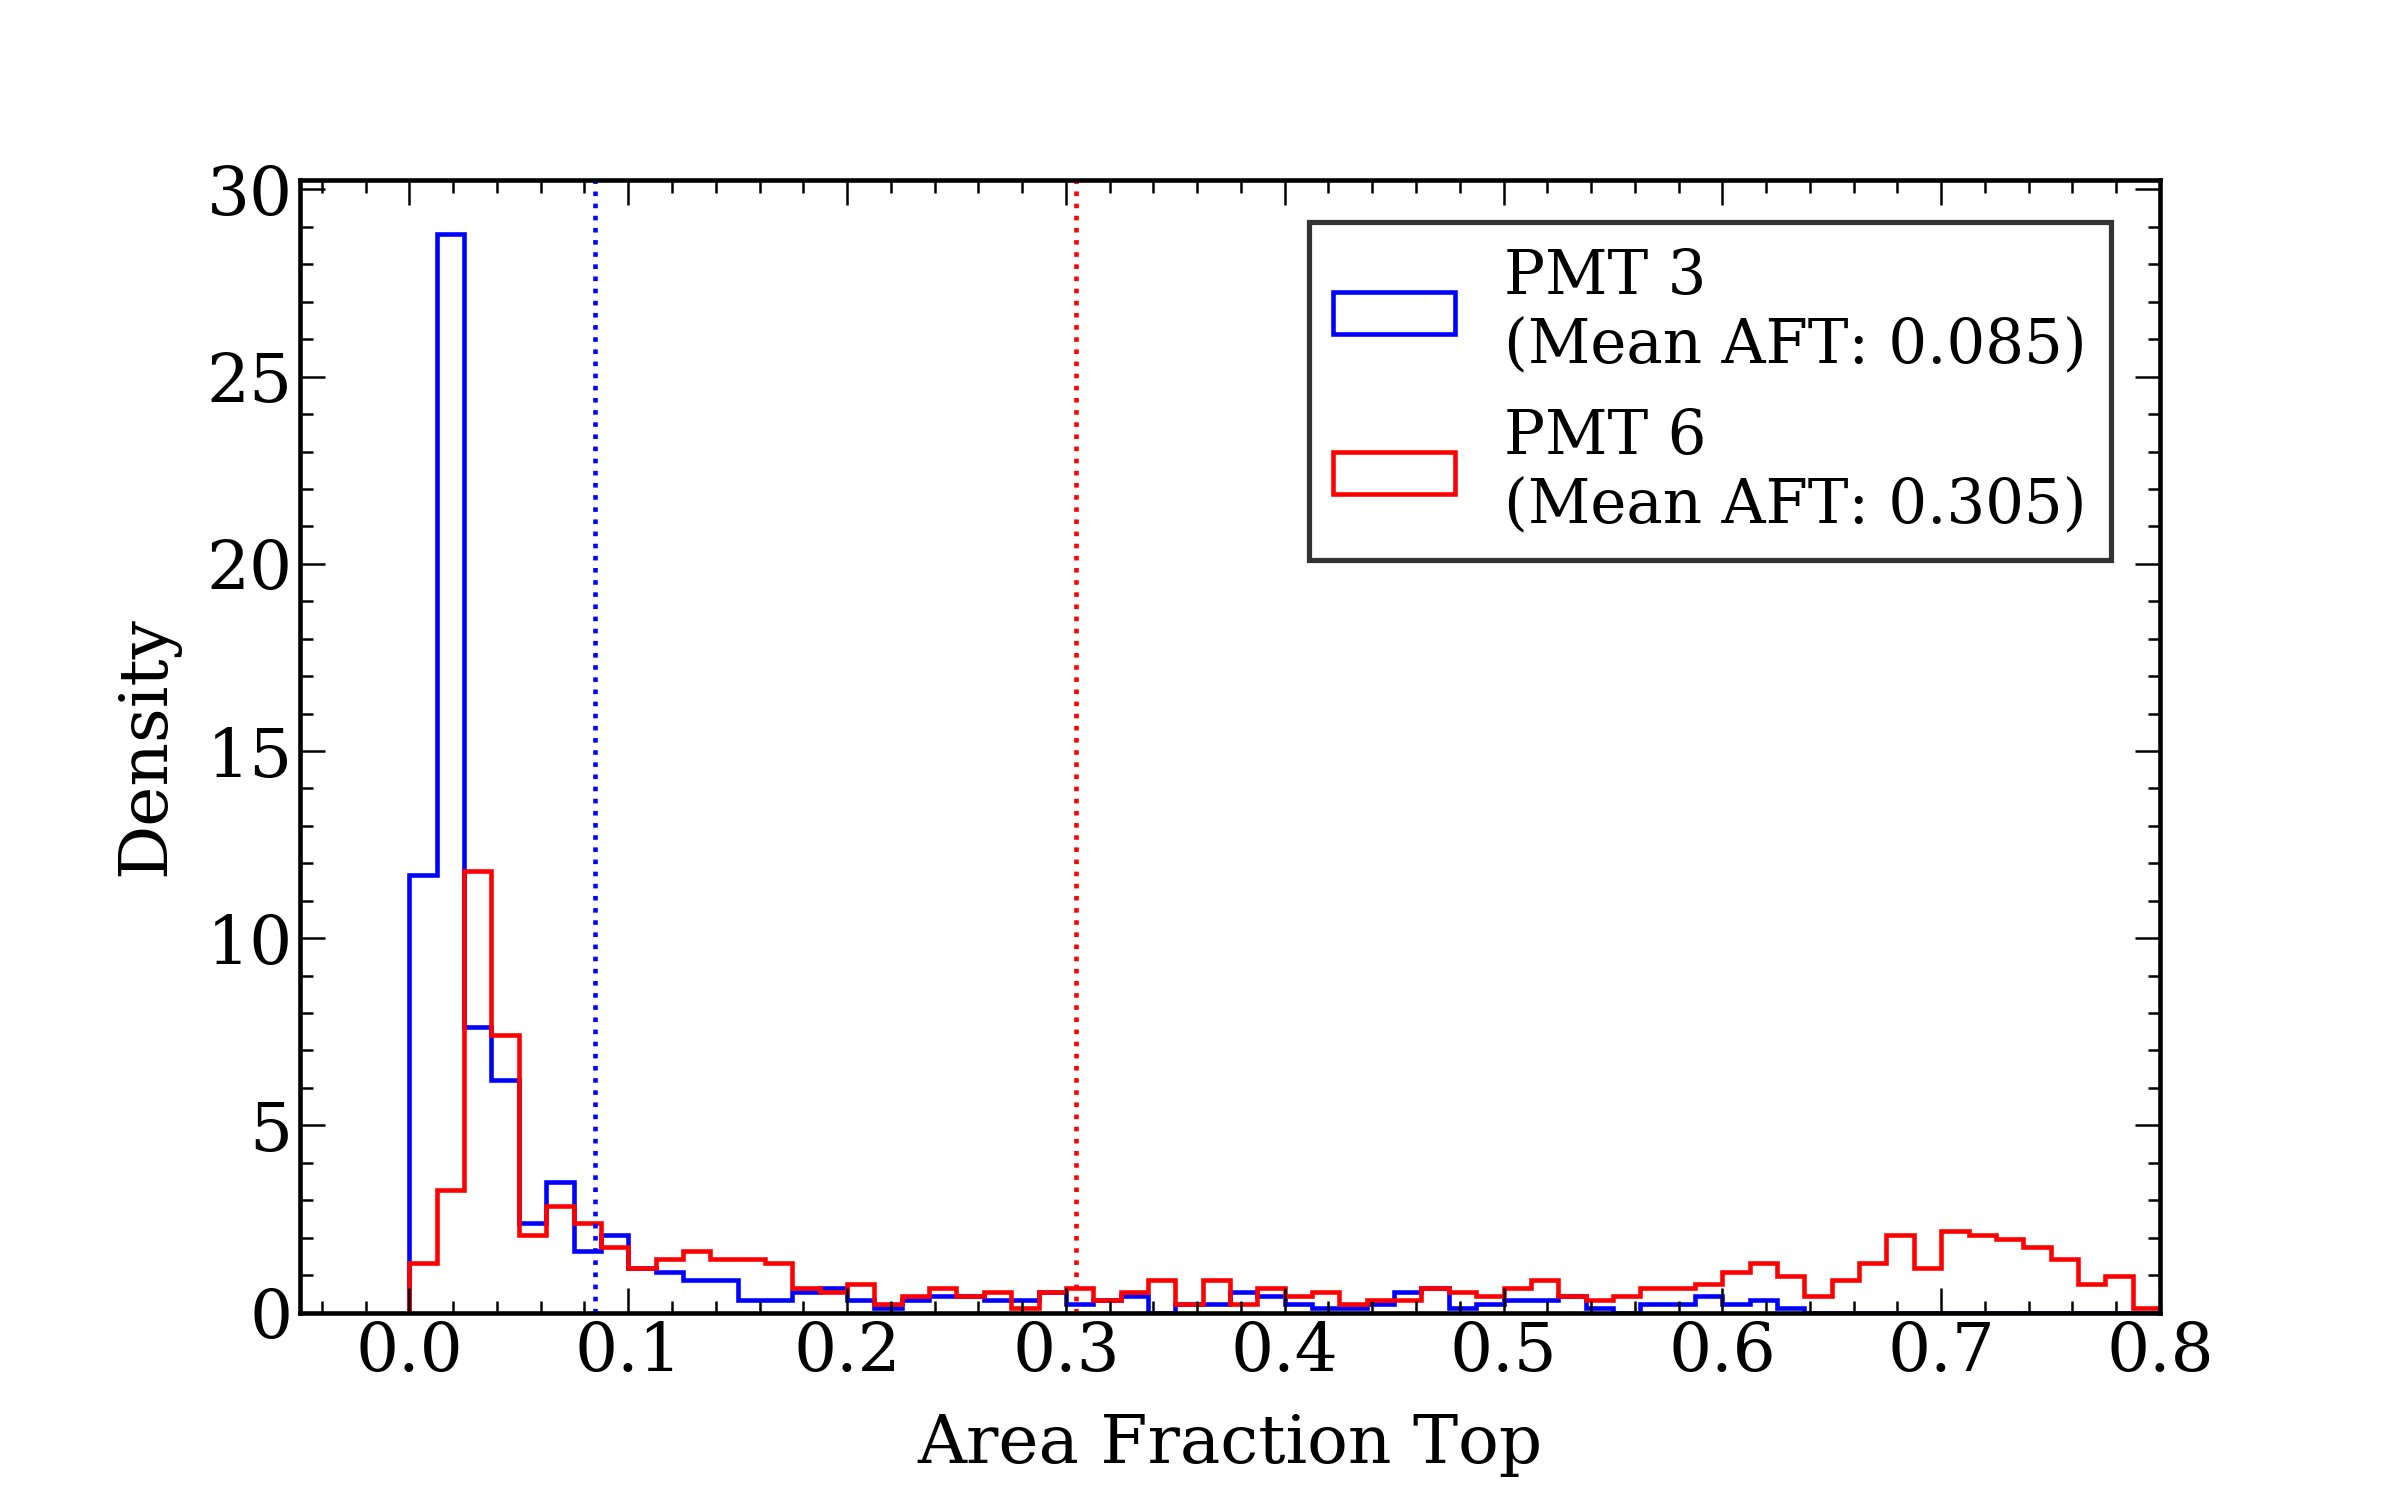 30
25
20
15
10
5
0
Density
PMT 3
(Mean AFT: 0.085)
PMT 6
(Mean AFT: 0.305)
0.0 0.1 0.2 0.3 0.4 0.5 0.6 0.7 0.8
Area Fraction Top